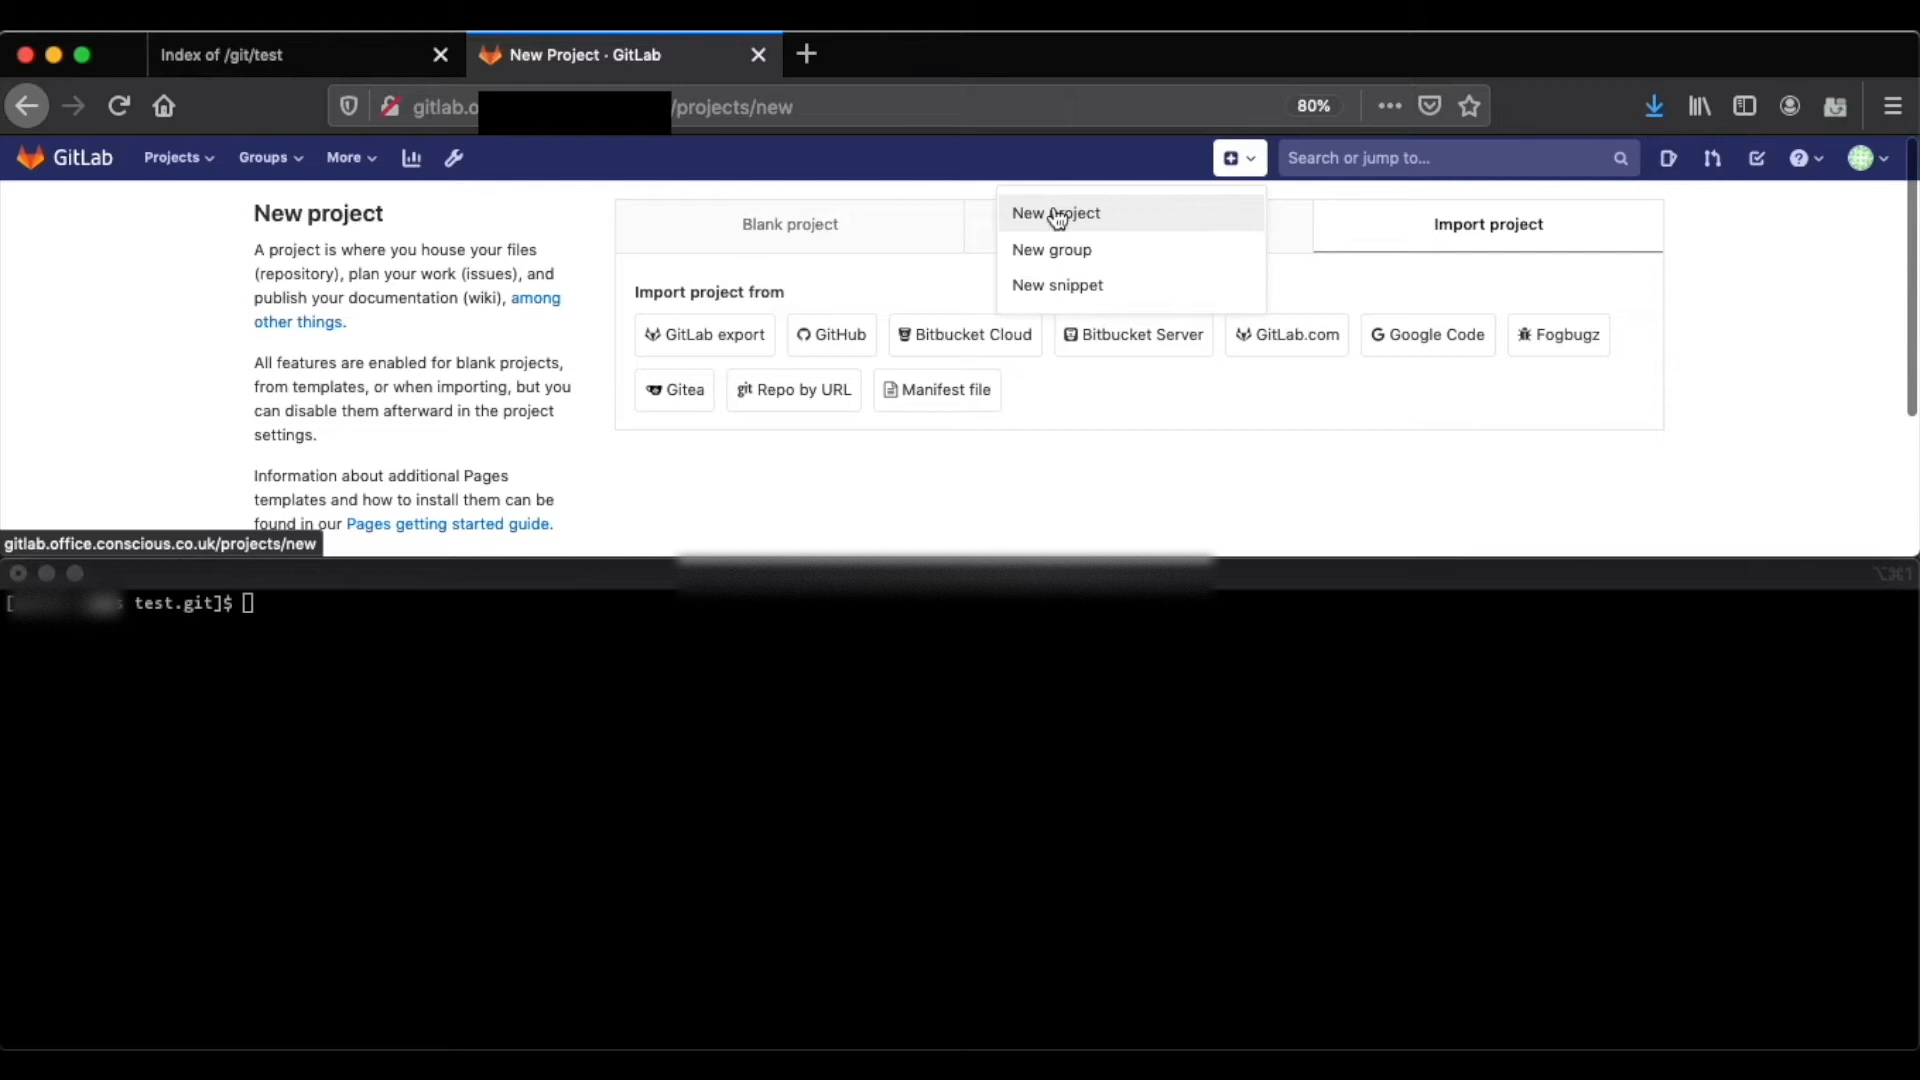 Index of /git/test
New Project · GitLab
gitlab.o
/projects/new
80%
GitLab
Projects
Groups
More
Search or jump to...
New project
New group
New snippet
New project
A project is where you house your files
(repository), plan your work (issues), and
publish your documentation (wiki), among
other things.
All features are enabled for blank projects,
from templates, or when importing, but you
can disable them afterward in the project
settings.
Information about additional Pages
templates and how to install them can be
found in our Pages getting started guide.
Blank project
Import project
Import project from
GitLab export
GitHub
Bitbucket Cloud
Bitbucket Server
GitLab.com
G Google Code
Fogbugz
Gitea
git Repo by URL
Manifest file
gitlab.office.conscious.co.uk/projects/new
⌥⌘1
[
s test.git]$